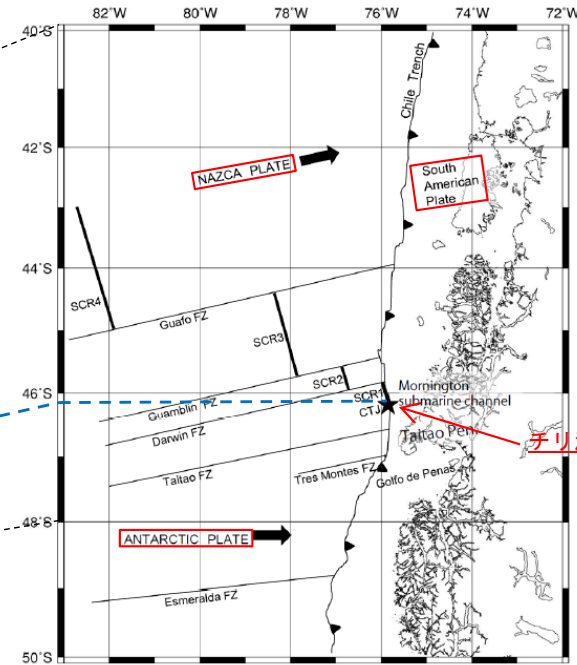 82°W 80°W 78°W 76°W 74°W 72°W
40°S
Chile Trench
42°S
NAZCA PLATE
South
American
Plate
44°S
SCR4
Guafo FZ
SCR3
SCR2
46°S
SCR1
Mornington
submarine channel
Guamblin FZ
CTJ
Darwin FZ
Taitao
チリ
Taltao FZ
Tres Montes FZ
Golfo de Penas
48°S
ANTARCTIC PLATE
Esmeralda FZ
50°S